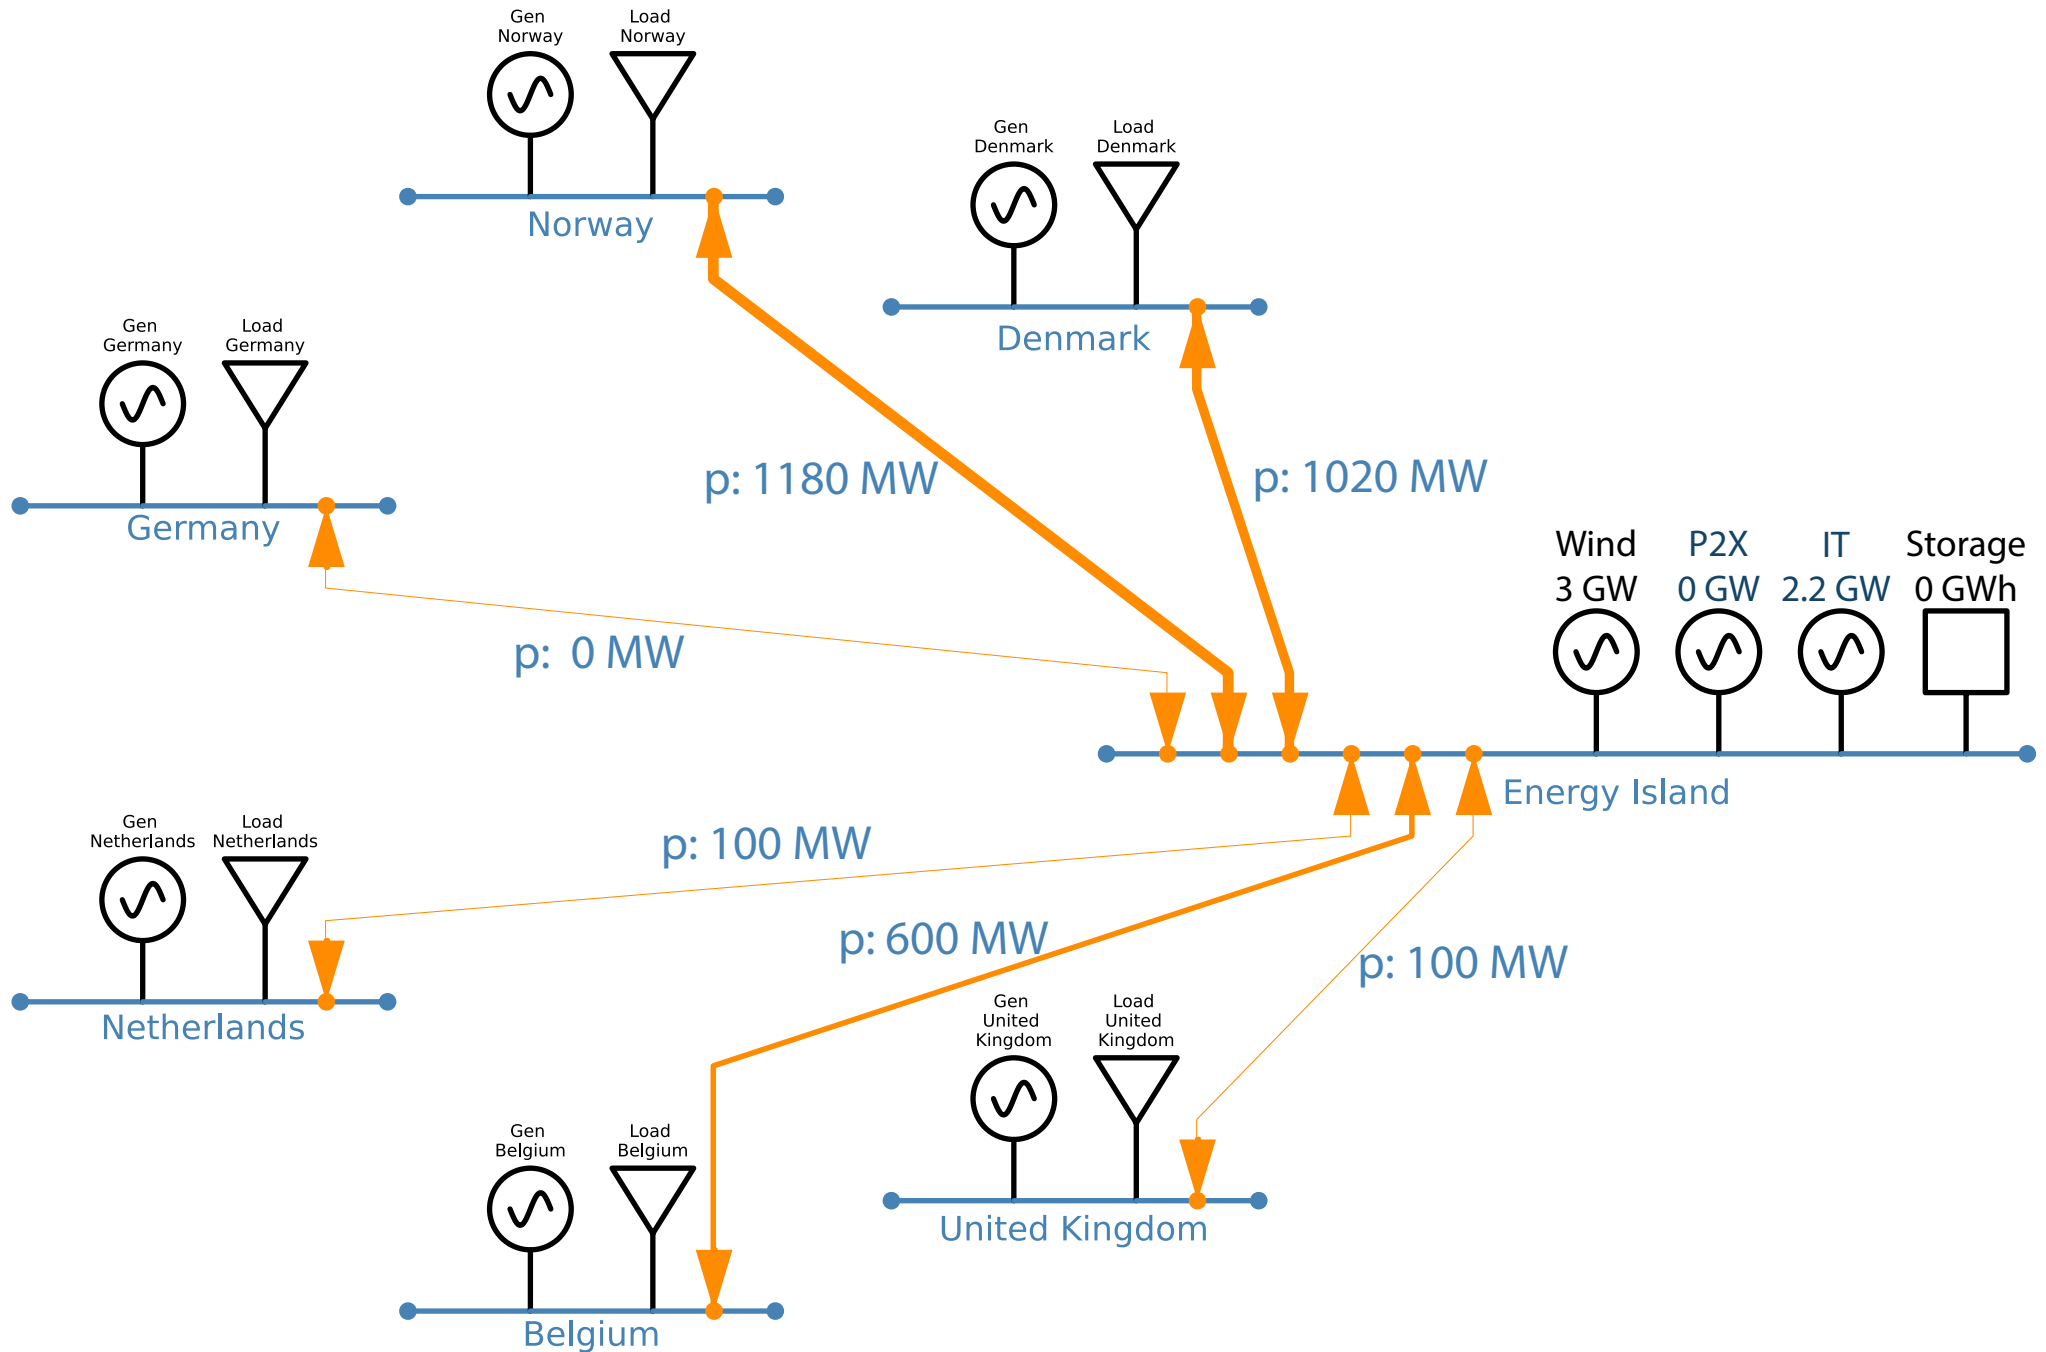 Gen
Norway
Load
Norway
Norway
Gen
Denmark
Load
Denmark
Denmark
Gen
Germany
Load
Germany
Germany
p: 1180 MW
p: 1020 MW
p: 0 MW
Wind
3 GW
P2X
0 GW
IT
2.2 GW
Storage
0 GWh
Energy Island
Gen
Netherlands
Load
Netherlands
Netherlands
p: 100 MW
p: 600 MW
p: 100 MW
Gen
United
Kingdom
Load
United
Kingdom
United Kingdom
Gen
Belgium
Load
Belgium
Belgium